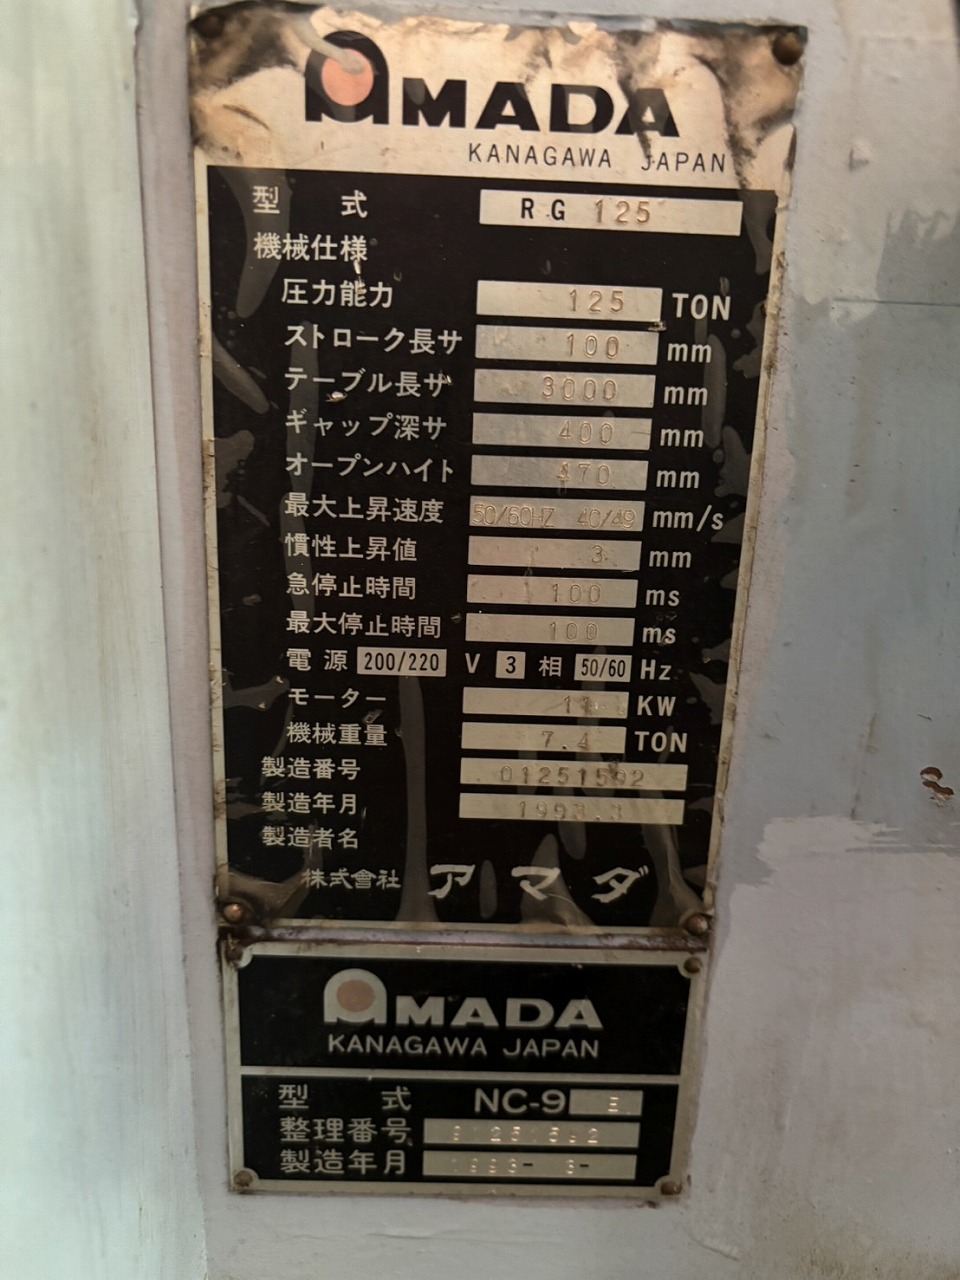 AMADA
KANAGAWA JAPAN
型式 RG 125
機械仕様
圧力能力 125 TON
ストローク長サ 100 mm
テーブル長サ 3000 mm
ギャップ深サ 400 mm
オープンハイト 470 mm
最大上昇速度 50/60HZ 40/49 mm/s
慣性上昇値 3 mm
急停止時間 100 ms
最大停止時間 100 ms
電源 200/220 V 3 相 50/60 Hz
モーター 11 KW
機械重量 7.4 TON
製造番号 01251592
製造年月 1993.3
製造者名
株式會社 アマダ
AMADA
KANAGAWA JAPAN
型式 NC-9 E
整理番号
製造年月 1993- 3-